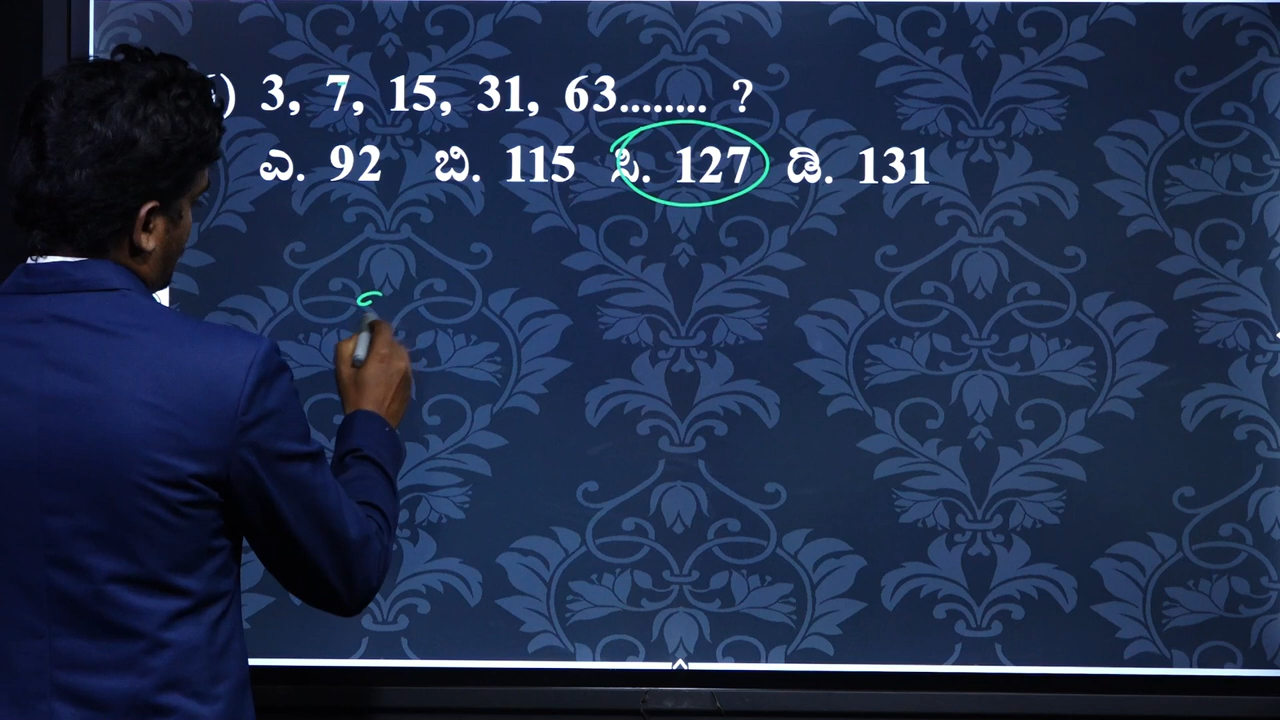 ) 3, 7, 15, 31, 63........ ?
ಎ. 92 ಬಿ. 115 ಸಿ. 127 ಡಿ. 131